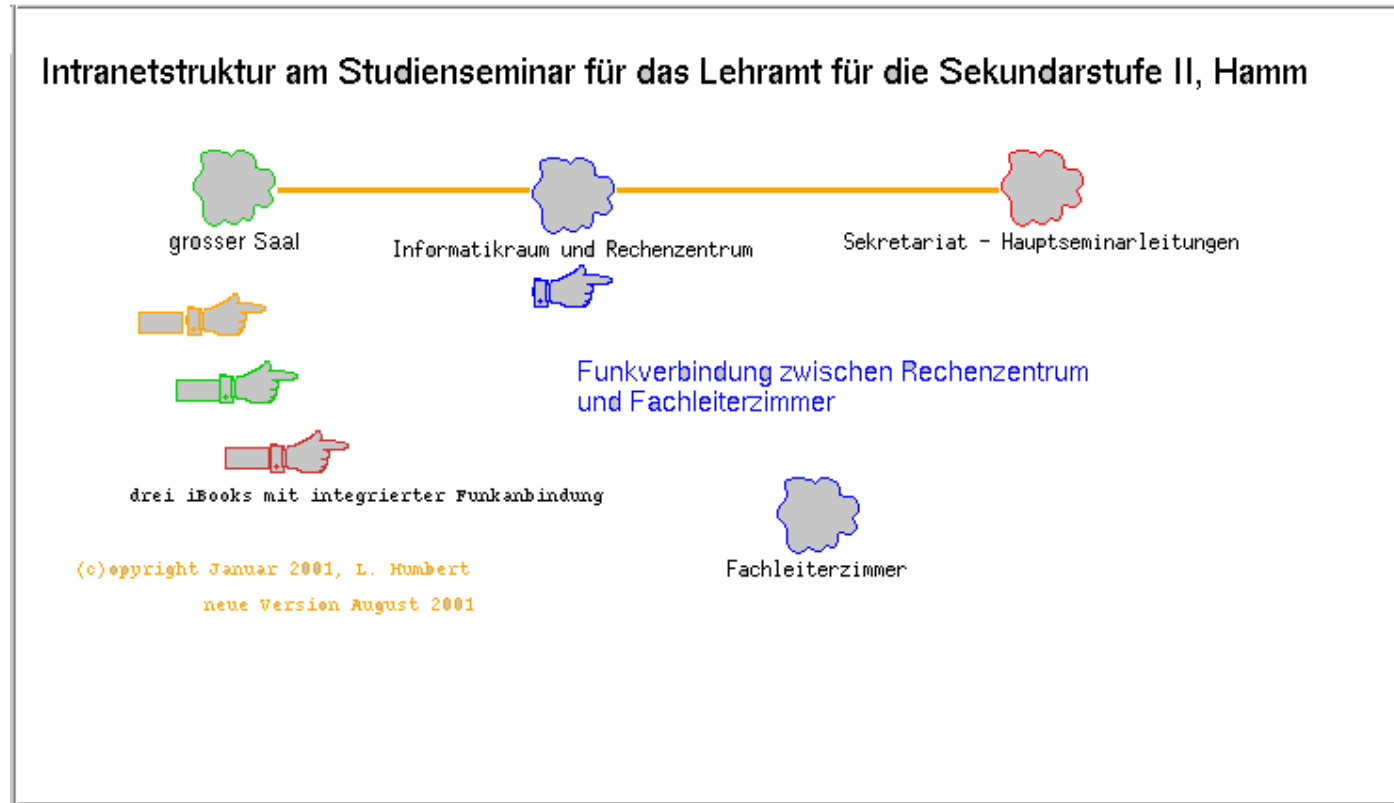 Intranetstruktur am Studienseminar für das Lehramt für die Sekundarstufe II, Hamm
grosser Saal
Informatikraum und Rechenzentrum
Sekretariat - Hauptseminarleitungen
Funkverbindung zwischen Rechenzentrum
und Fachleiterzimmer
drei iBooks mit integrierter Funkanbindung
Fachleiterzimmer
(c)opyright Januar 2001, L. Humbert
neue Version August 2001